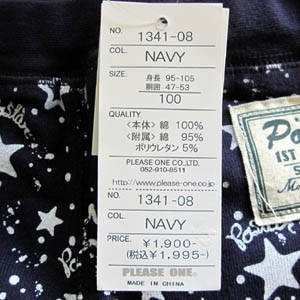 NO. 1341-08
COL. NAVY
SIZE. 身長 95-105
胴囲 47-53
100
QUALITY
〈本体〉綿 100%
〈附属〉綿 95%
ポリウレタン 5%
PLEASE ONE CO.,LTD.
052-910-8511
http://www.please-one.co.jp
NO. 1341-08
COL. NAVY
PRICE. ¥1,900-
(税込¥1,995-)
PLEASE ONE.
MADE IN CHINA
1ST